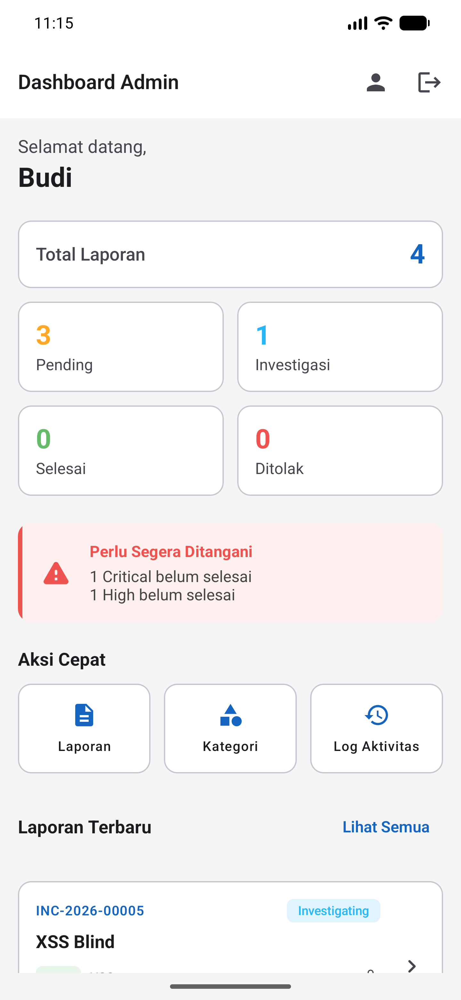 11:15
Dashboard Admin
Selamat datang,
Budi
Total Laporan
4
3
Pending
1
Investigasi
0
Selesai
0
Ditolak
Perlu Segera Ditangani
1 Critical belum selesai
1 High belum selesai
Aksi Cepat
Laporan
Kategori
Log Aktivitas
Laporan Terbaru
Lihat Semua
INC-2026-00005
Investigating
XSS Blind